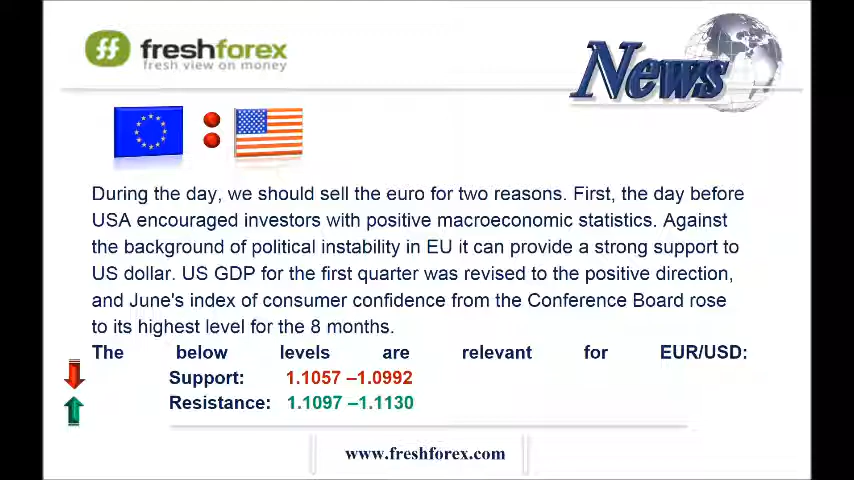 ff freshforex
fresh view on money
News
During the day, we should sell the euro for two reasons. First, the day before
USA encouraged investors with positive macroeconomic statistics. Against
the background of political instability in EU it can provide a strong support to
US dollar. US GDP for the first quarter was revised to the positive direction,
and June's index of consumer confidence from the Conference Board rose
to its highest level for the 8 months.
The below levels are relevant for EUR/USD:
Support: 1.1057 –1.0992
Resistance: 1.1097 –1.1130
www.freshforex.com